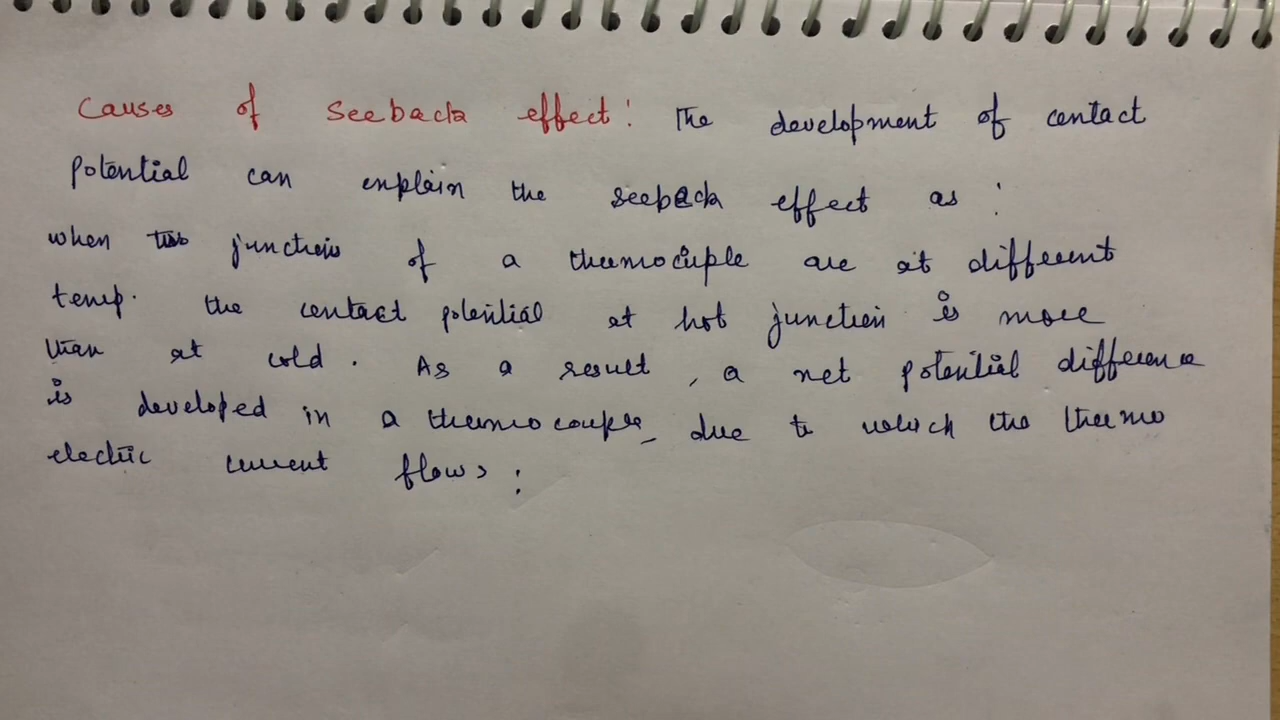 Causes of Seeback effect: The development of contact
potential can explain the seeback effect as :
when two junctions of a thermocuple are at different
temp. the contact potential at hot junction is more
than at cold. As a result, a net potential difference
is developed in a thermocouple, due to which the thermo
electric current flows :